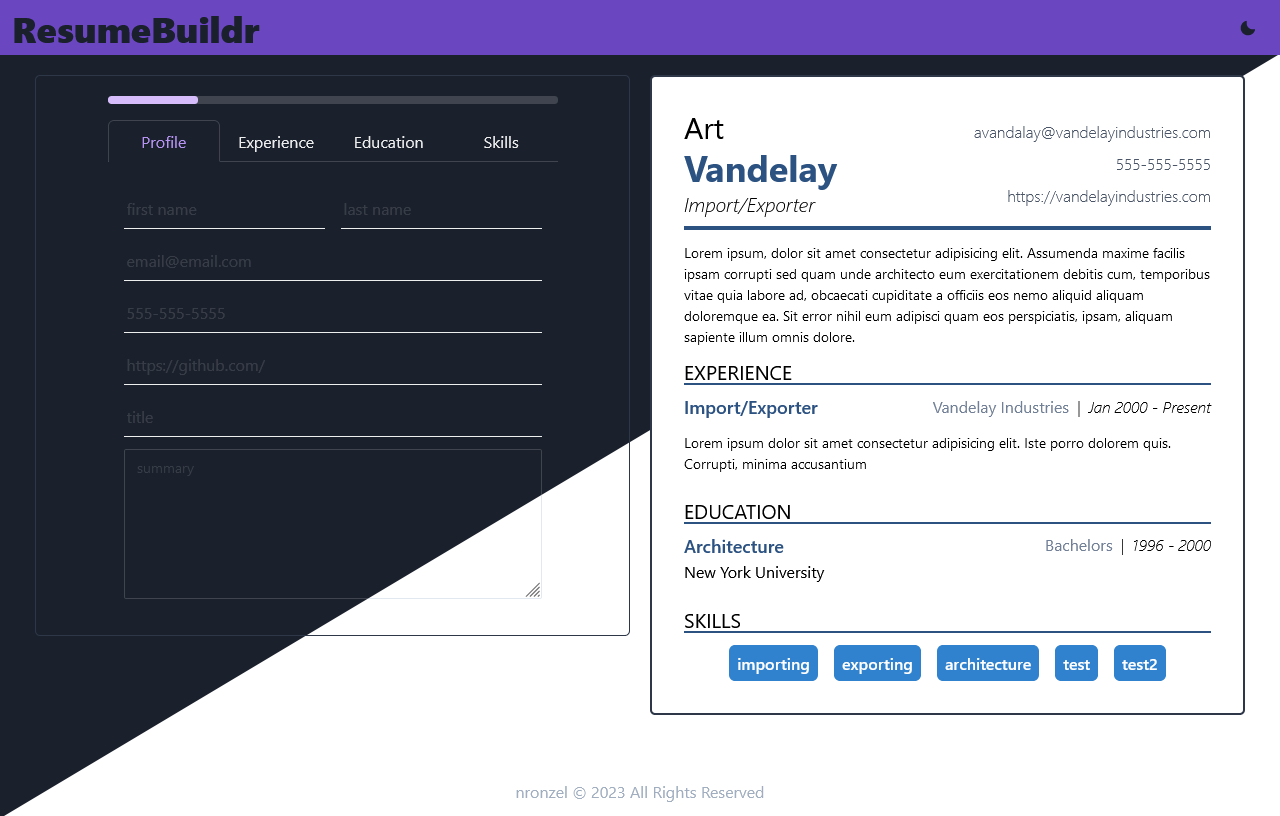 ResumeBuildr
Profile
Experience
Education
Skills
first name
last name
email@email.com
555-555-5555
https://github.com/
title
summary
Art
Vandelay
Import/Exporter
avandalay@vandelayindustries.com
555-555-5555
https://vandelayindustries.com
Lorem ipsum, dolor sit amet consectetur adipisicing elit. Assumenda maxime facilis
ipsam corrupti sed quam unde architecto eum exercitationem debitis cum, temporibus
vitae quia labore ad, obcaecati cupiditate a officiis eos nemo aliquid aliquam
doloremque ea. Sit error nihil eum adipisci quam eos perspiciatis, ipsam, aliquam
sapiente illum omnis dolore.
EXPERIENCE
Import/Exporter
Vandelay Industries | Jan 2000 - Present
Lorem ipsum dolor sit amet consectetur adipisicing elit. Iste porro dolorem quis.
Corrupti, minima accusantium
EDUCATION
Architecture
Bachelors | 1996 - 2000
New York University
SKILLS
importing
exporting
architecture
test
test2
nronzel © 2023 All Rights Reserved